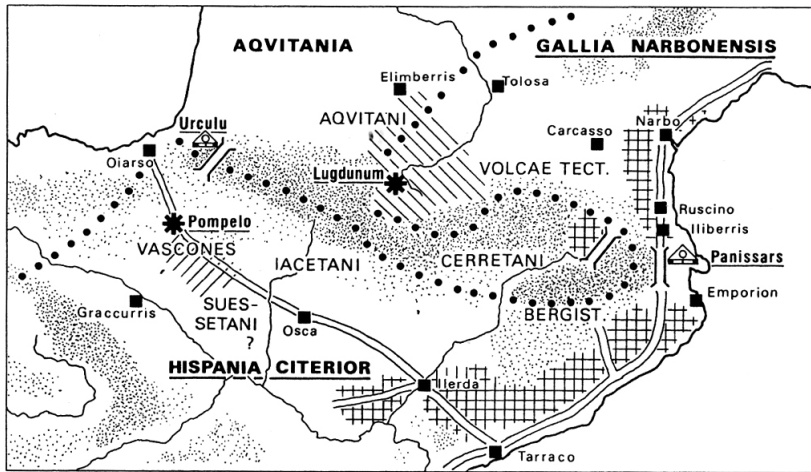 AQVITANIA
GALLIA NARBONENSIS
Elimberris
Tolosa
Urculu
AQVITANI
Carcasso
Narbo
Oiarso
Lugdunum
VOLCAE TECT.
Pompelo
Ruscino
Iliberris
VASCONES
IACETANI
CERRETANI
Panissars
Graccurris
SUES-
SETANI
?
Osca
BERGIST.
Emporion
HISPANIA CITERIOR
Ilerda
Tarraco